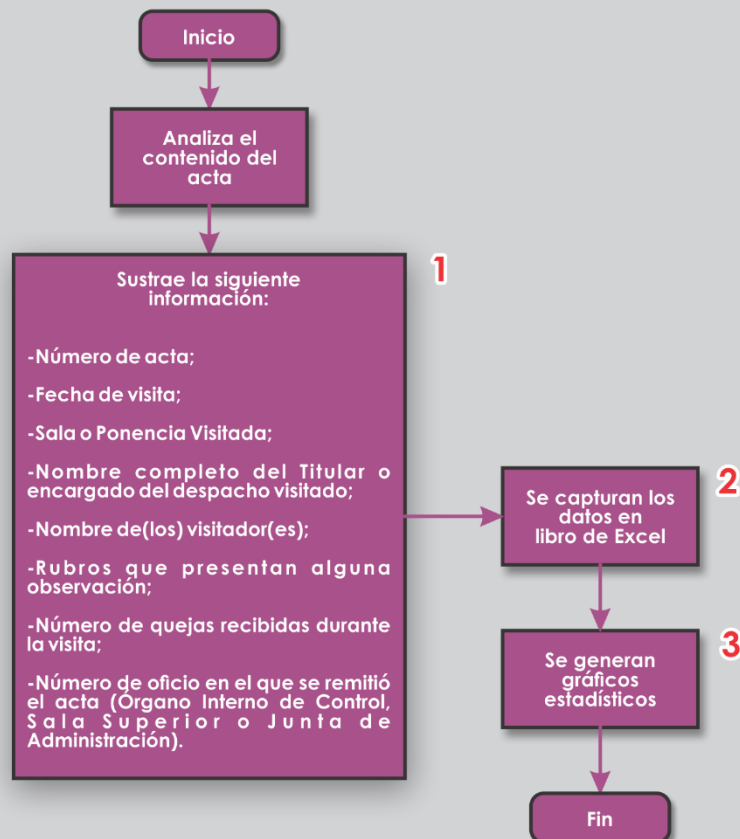 Inicio
Analiza el
contenido del
acta
1
Sustrae la siguiente
información:
-Número de acta;
-Fecha de visita;
-Sala o Ponencia Visitada;
-Nombre completo del Titular o
encargado del despacho visitado;
-Nombre de(los) visitador(es);
-Rubros que presentan alguna
observación;
-Número de quejas recibidas durante
la visita;
-Número de oficio en el que se remitió
el acta (Órgano Interno de Control,
Sala Superior o Junta de
Administración).
2
Se capturan los
datos en
libro de Excel
3
Se generan
gráficos
estadísticos
Fin